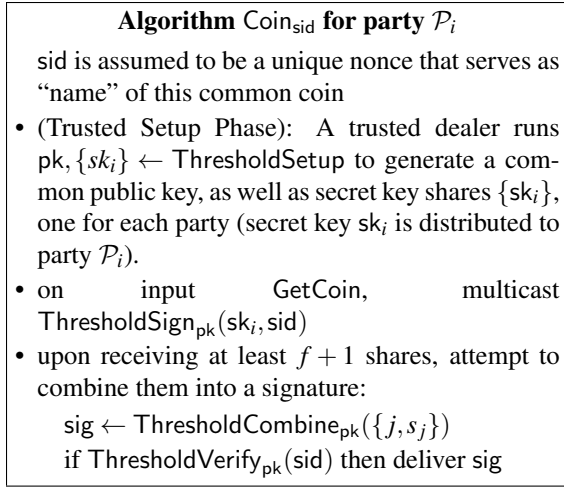 Algorithm Coin_sid for party P_i
sid is assumed to be a unique nonce that serves as
“name” of this common coin
• (Trusted Setup Phase): A trusted dealer runs
pk, {sk_i} ← ThresholdSetup to generate a com-
mon public key, as well as secret key shares {sk_i},
one for each party (secret key sk_i is distributed to
party P_i).
• on input GetCoin, multicast
ThresholdSign_pk(sk_i, sid)
• upon receiving at least f + 1 shares, attempt to
combine them into a signature:
sig ← ThresholdCombine_pk({j, s_j})
if ThresholdVerify_pk(sid) then deliver sig